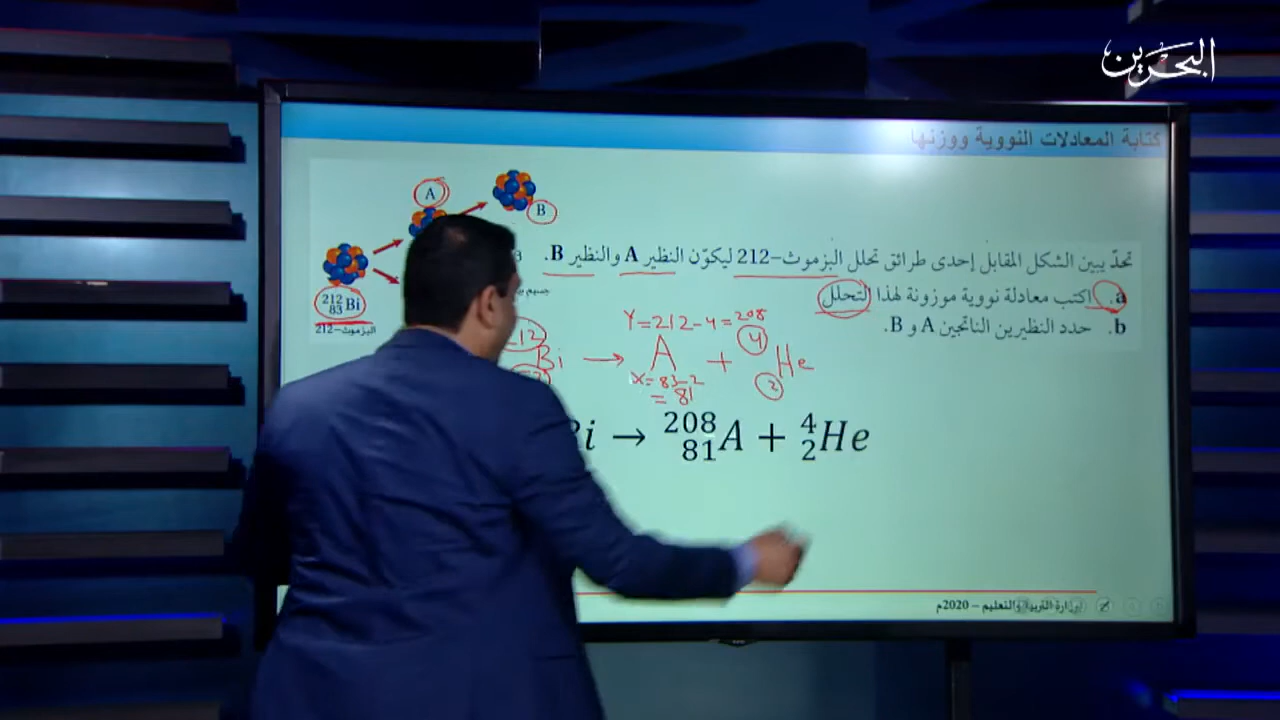 البحرين
كتابة المعادلات النووية ووزنها
A
B
تحدّ يبين الشكل المقابل إحدى طرائق تحلل البزموث-212 ليكوّن النظير A والنظير B.
a. اكتب معادلة نووية موزونة لهذا التحلل
b. حدد النظيرين الناتجين A و B.
212 83 Bi
البزموث-212
Y=212-4=208
Bi → A + 4 2 He
X=83-2
=81
i → 208 81 A + 4 2 He
وزارة التربية والتعليم – 2020م